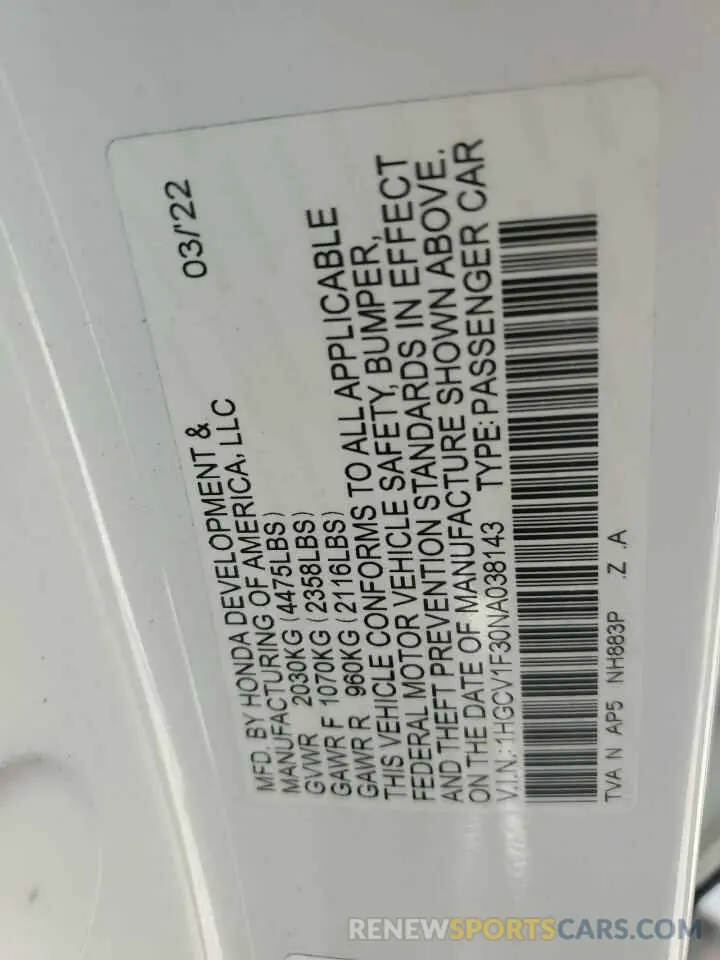 MFD. BY HONDA DEVELOPMENT &
MANUFACTURING OF AMERICA, LLC 03/'22
GVWR 2030KG (4475LBS)
GAWR F 1070KG (2358LBS)
GAWR R 960KG (2116LBS)
THIS VEHICLE CONFORMS TO ALL APPLICABLE
FEDERAL MOTOR VEHICLE SAFETY, BUMPER,
AND THEFT PREVENTION STANDARDS IN EFFECT
ON THE DATE OF MANUFACTURE SHOWN ABOVE.
V.I.N.: 1HGCV1F30NA038143 TYPE: PASSENGER CAR
TVA N AP5 NH883P .Z .A
RENEWSPORTSCARS.COM